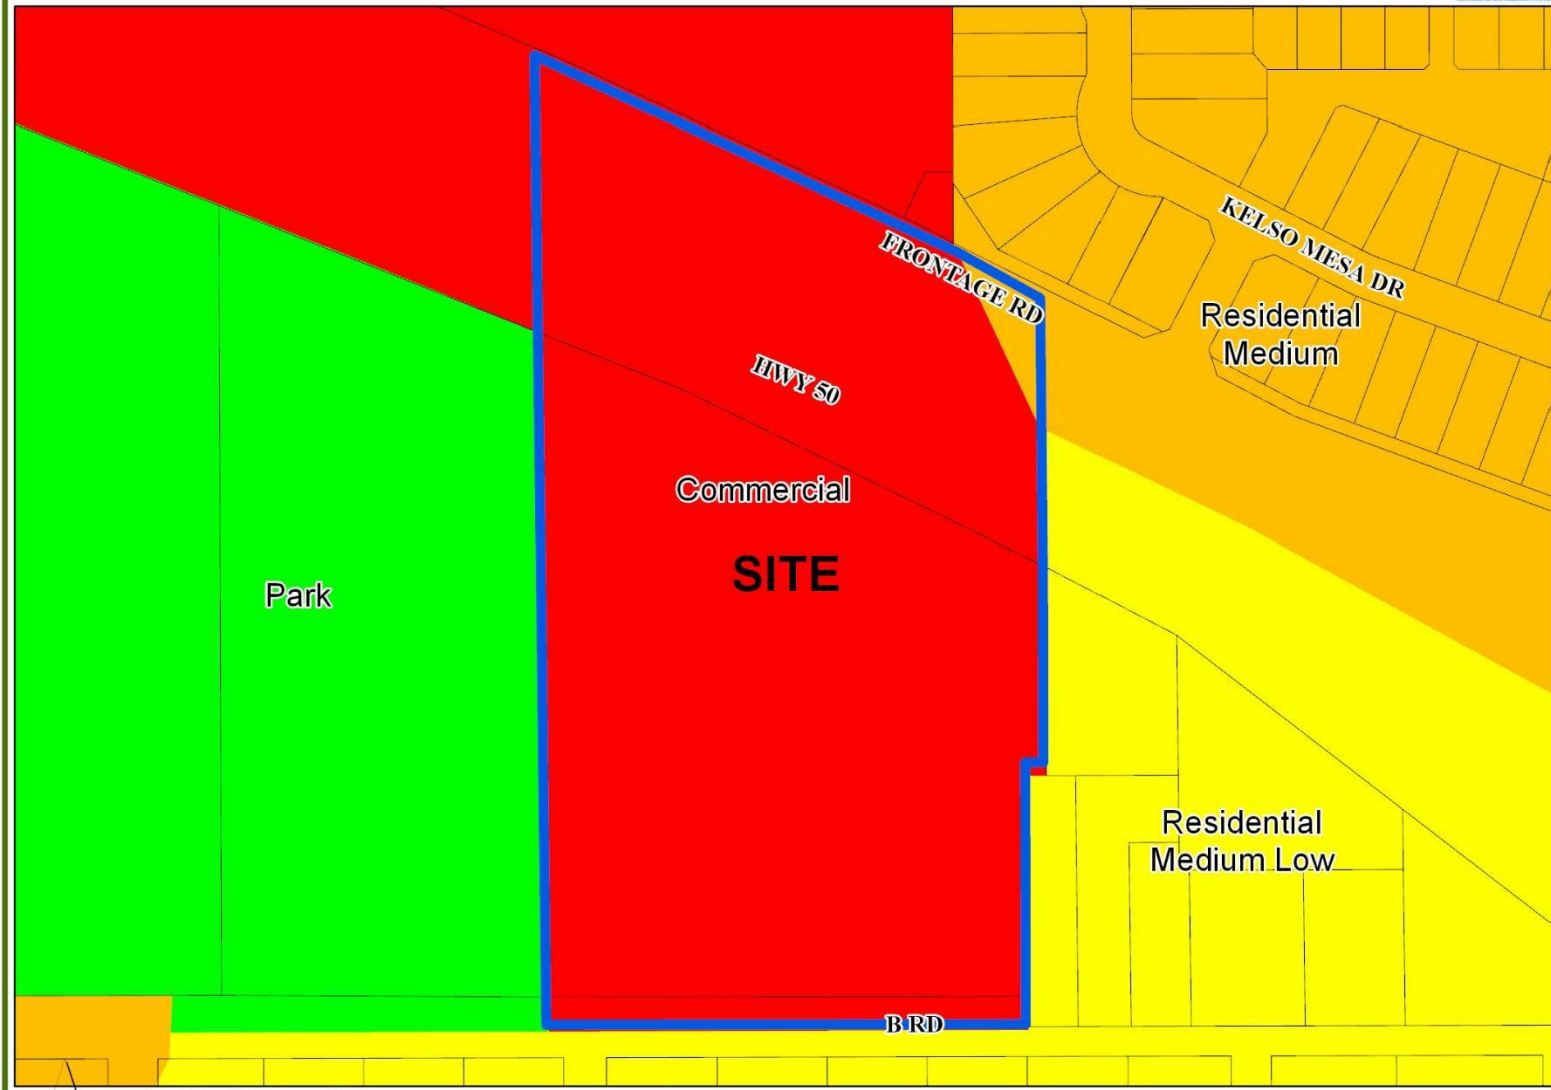 KELSO MESA DR
FRONTAGE RD
Residential
Medium
HWY 50
Commercial
SITE
Park
Residential
Medium Low
B RD